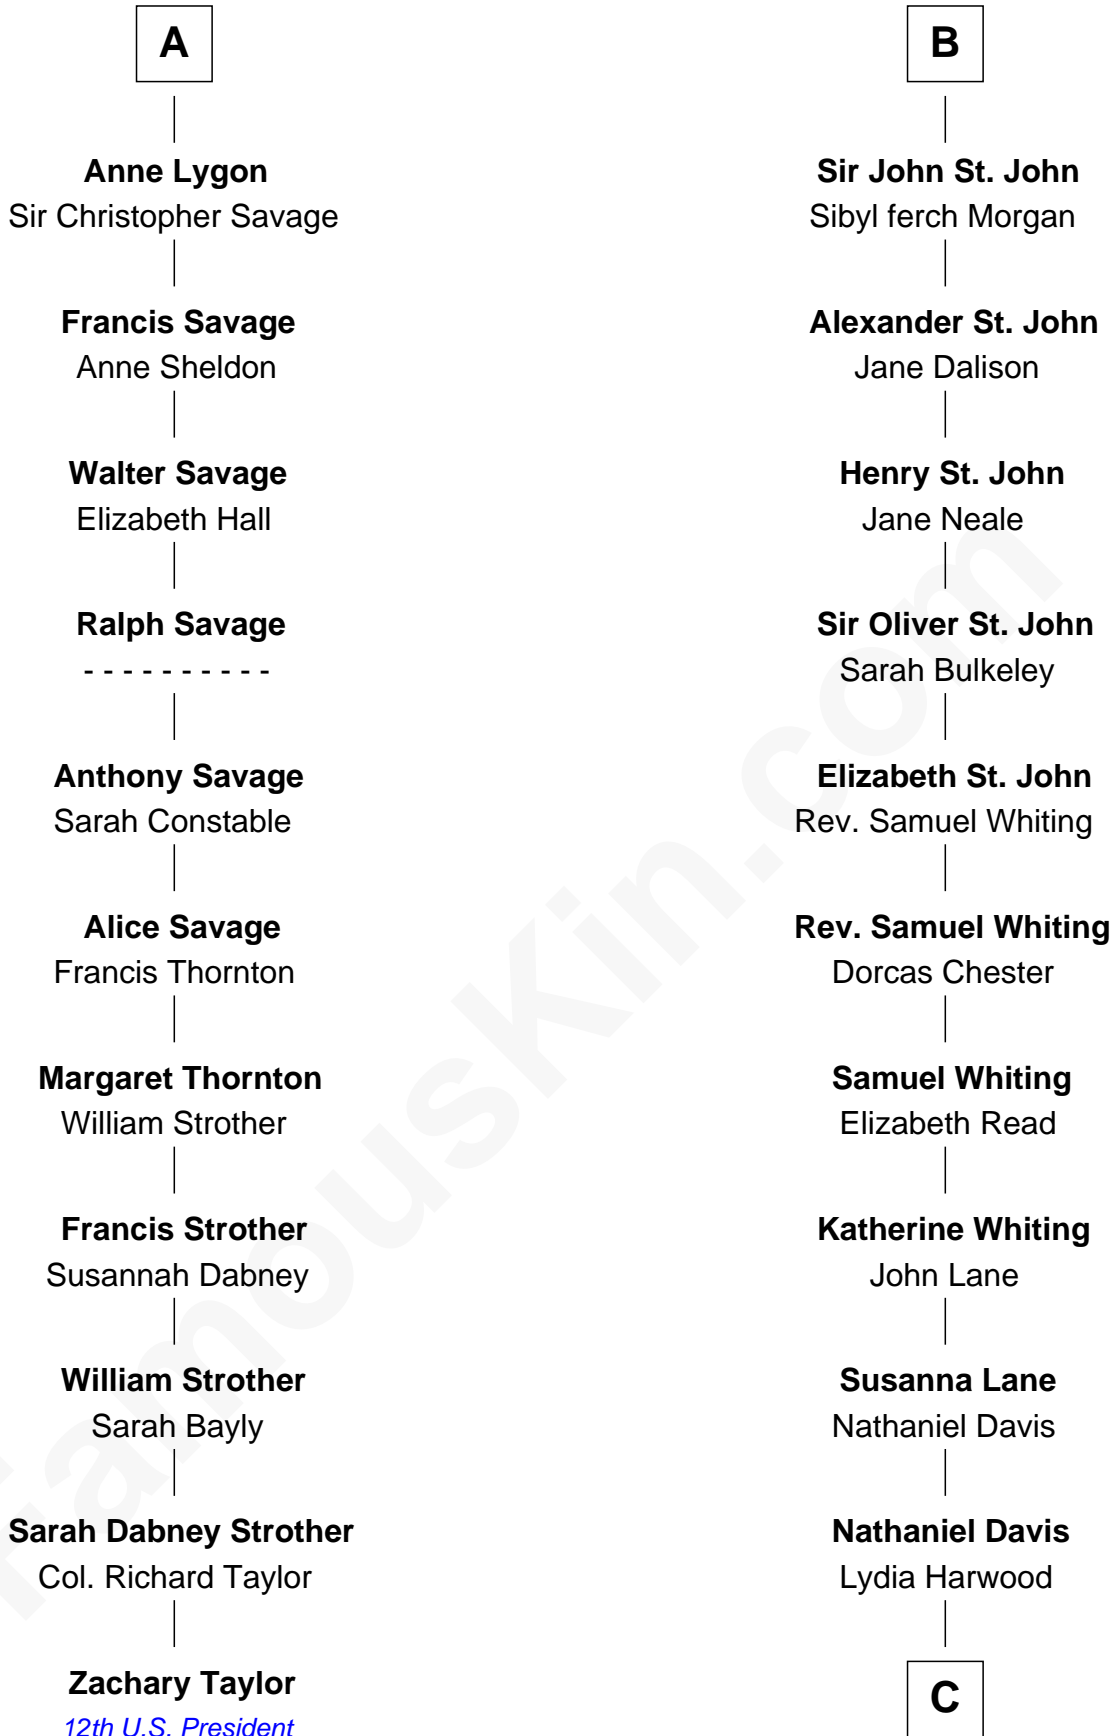 A
Anne Lygon
Sir Christopher Savage
Francis Savage
Anne Sheldon
Walter Savage
Elizabeth Hall
Ralph Savage
- - - - - - - - - -
Anthony Savage
Sarah Constable
Alice Savage
Francis Thornton
Margaret Thornton
William Strother
Francis Strother
Susannah Dabney
William Strother
Sarah Bayly
Sarah Dabney Strother
Col. Richard Taylor
Zachary Taylor
12th U.S. President
B
Sir John St. John
Sibyl ferch Morgan
Alexander St. John
Jane Dalison
Henry St. John
Jane Neale
Sir Oliver St. John
Sarah Bulkeley
Elizabeth St. John
Rev. Samuel Whiting
Rev. Samuel Whiting
Dorcas Chester
Samuel Whiting
Elizabeth Read
Katherine Whiting
John Lane
Susanna Lane
Nathaniel Davis
Nathaniel Davis
Lydia Harwood
C
FamousKin.com